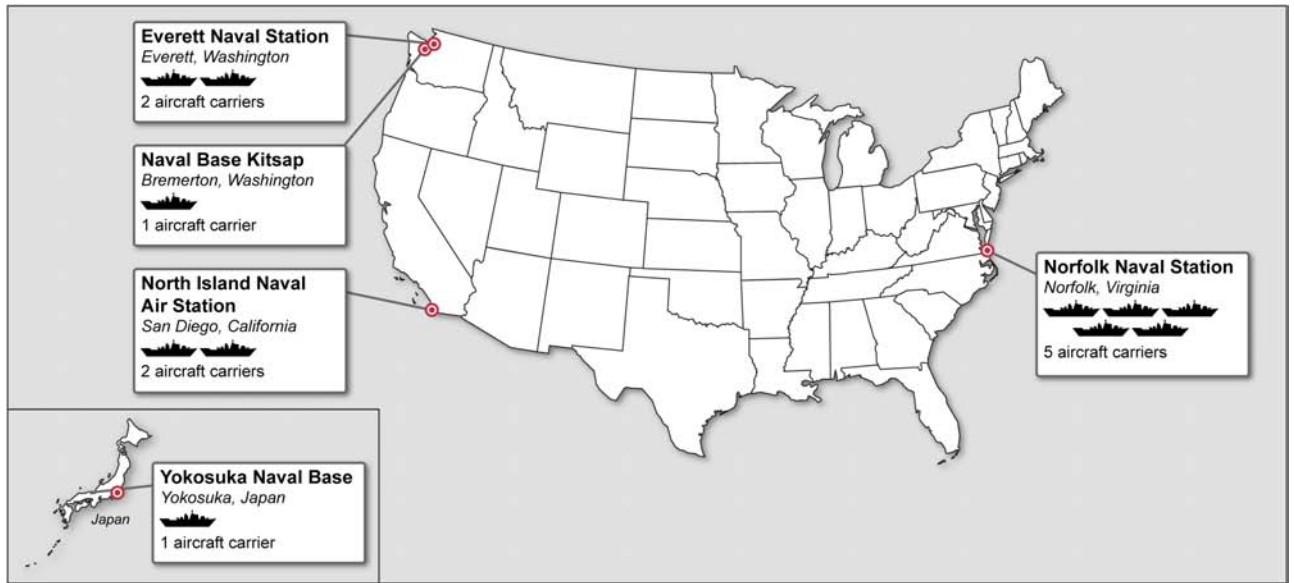 Everett Naval Station
Everett, Washington
2 aircraft carriers
Naval Base Kitsap
Bremerton, Washington
1 aircraft carrier
North Island Naval
Air Station
San Diego, California
2 aircraft carriers
Norfolk Naval Station
Norfolk, Virginia
5 aircraft carriers
Yokosuka Naval Base
Yokosuka, Japan
1 aircraft carrier
Japan